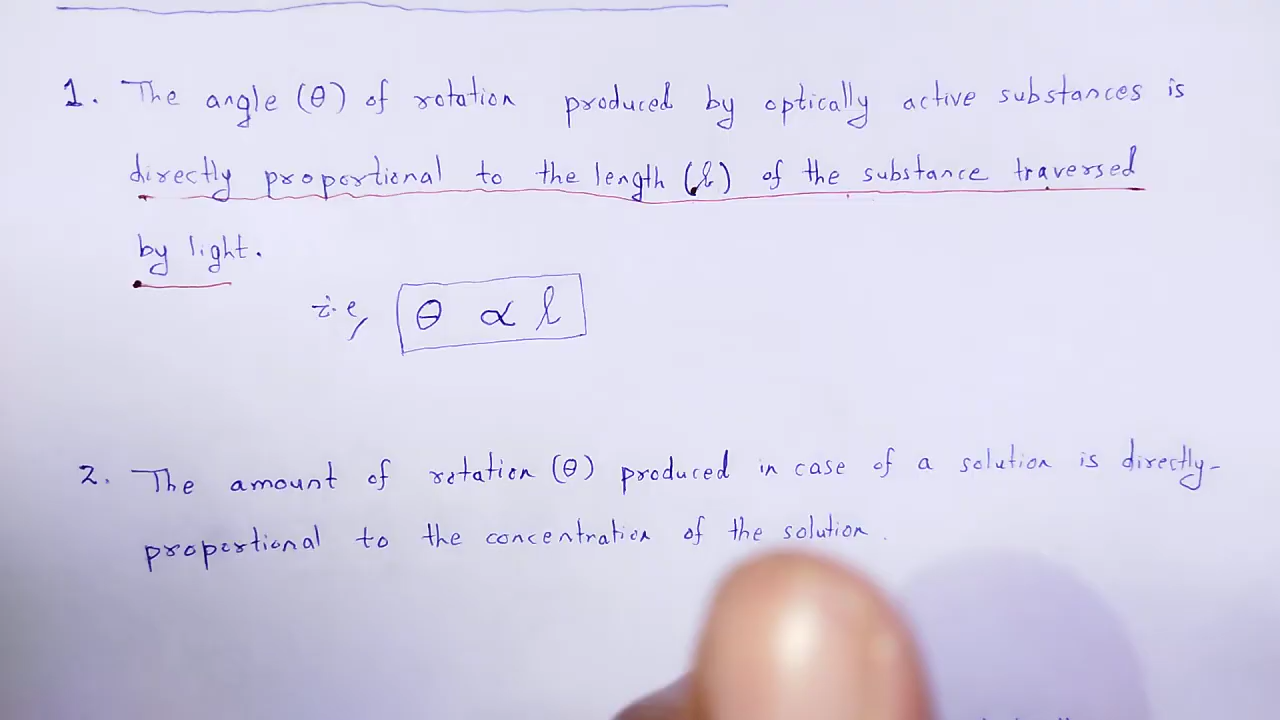 1. The angle (θ) of rotation produced by optically active substances is
directly proportional to the length (l) of the substance traversed
by light.
i.e, θ ∝ l
2. The amount of rotation (θ) produced in case of a solution is directly-
proportional to the concentration of the solution.